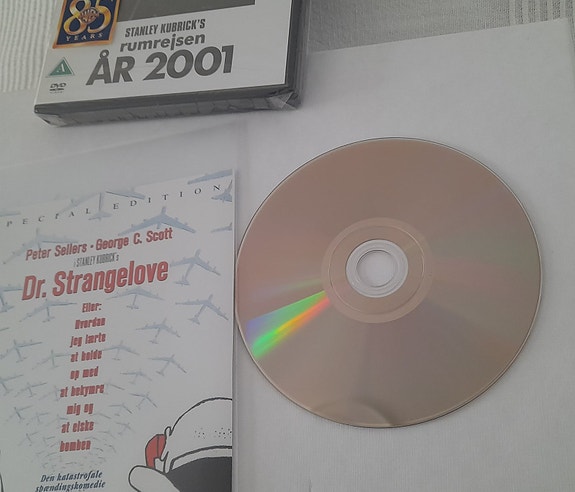 85
YEARS
STANLEY KUBRICK'S
rumrejsen
ÅR 2001
A
DVD
SPECIAL EDITION
Peter Sellers · George C. Scott
i STANLEY KUBRICK's
Dr. Strangelove
Eller:
Hvordan
jeg lærte
at holde
op med
at bekymre
mig og
at elske
bomben
Den katastrofale
spændingskomedie